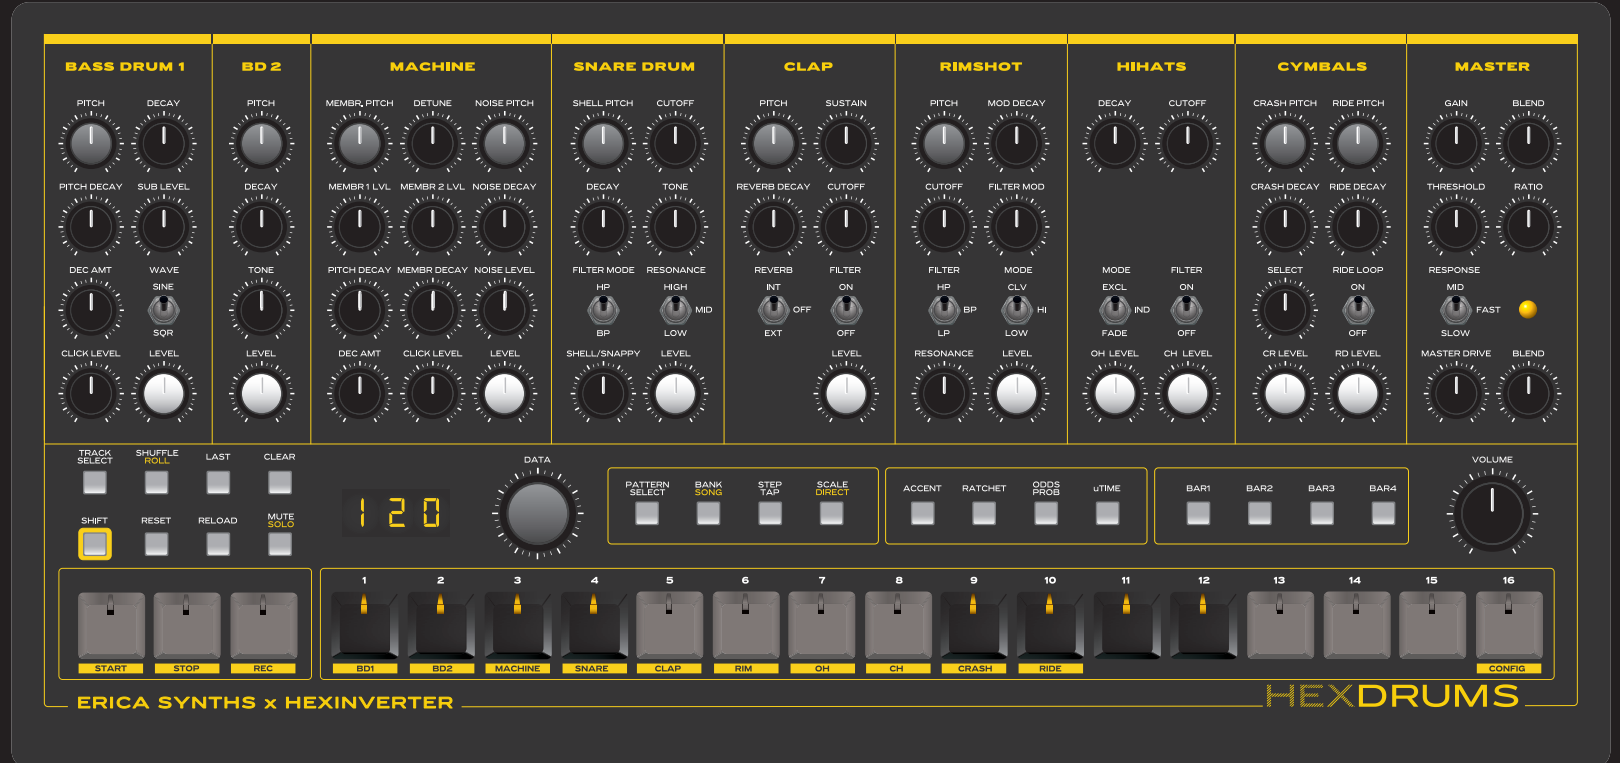 BASS DRUM 1 BD 2 MACHINE SNARE DRUM CLAP RIMSHOT HIHATS CYMBALS MASTER
PITCH DECAY PITCH MEMBR. PITCH DETUNE NOISE PITCH SHELL PITCH CUTOFF PITCH SUSTAIN PITCH MOD DECAY DECAY CUTOFF CRASH PITCH RIDE PITCH GAIN BLEND
PITCH DECAY SUB LEVEL DECAY MEMBR 1 LVL MEMBR 2 LVL NOISE DECAY DECAY TONE REVERB DECAY CUTOFF CUTOFF FILTER MOD CRASH DECAY RIDE DECAY THRESHOLD RATIO
DEC AMT WAVE TONE PITCH DECAY MEMBR DECAY NOISE LEVEL FILTER MODE RESONANCE REVERB FILTER FILTER MODE MODE FILTER SELECT RIDE LOOP RESPONSE
SINE HP HIGH INT ON HP CLV EXCL ON ON MID
MID OFF BP HI IND FAST
SQR BP LOW EXT OFF LP LOW FADE OFF OFF SLOW
CLICK LEVEL LEVEL LEVEL DEC AMT CLICK LEVEL LEVEL SHELL/SNAPPY LEVEL LEVEL RESONANCE LEVEL OH LEVEL CH LEVEL CR LEVEL RD LEVEL MASTER DRIVE BLEND
TRACK SHUFFLE LAST CLEAR DATA VOLUME
SELECT ROLL
PATTERN BANK STEP SCALE ACCENT RATCHET ODDS uTIME BAR1 BAR2 BAR3 BAR4
SELECT SONG TAP DIRECT PROB
120
SHIFT RESET RELOAD MUTE
SOLO
1 2 3 4 5 6 7 8 9 10 11 12 13 14 15 16
START STOP REC BD1 BD2 MACHINE SNARE CLAP RIM OH CH CRASH RIDE CONFIG
ERICA SYNTHS x HEXINVERTER HEXDRUMS